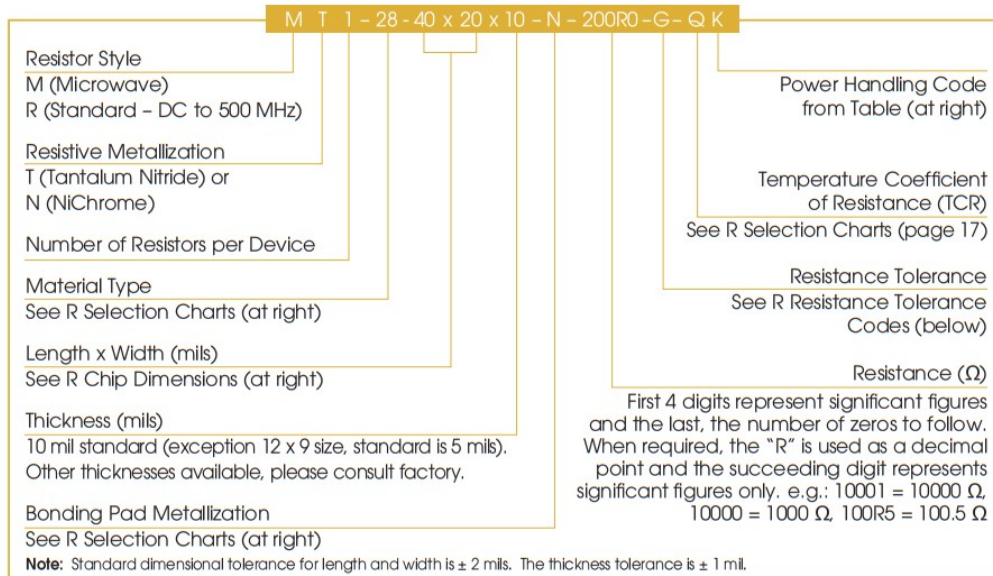 M T 1 - 28 - 40 x 20 x 10 - N - 200R0 - G - Q K
Resistor Style
M (Microwave)
R (Standard – DC to 500 MHz)
Resistive Metallization
T (Tantalum Nitride) or
N (NiChrome)
Number of Resistors per Device
Material Type
See R Selection Charts (at right)
Length x Width (mils)
See R Chip Dimensions (at right)
Thickness (mils)
10 mil standard (exception 12 x 9 size, standard is 5 mils).
Other thicknesses available, please consult factory.
Bonding Pad Metallization
See R Selection Charts (at right)
Power Handling Code
from Table (at right)
Temperature Coefficient
of Resistance (TCR)
See R Selection Charts (page 17)
Resistance Tolerance
See R Resistance Tolerance
Codes (below)
Resistance (Ω)
First 4 digits represent significant figures
and the last, the number of zeros to follow.
When required, the "R" is used as a decimal
point and the succeeding digit represents
significant figures only. e.g.: 10001 = 10000 Ω,
10000 = 1000 Ω, 100R5 = 100.5 Ω
Note: Standard dimensional tolerance for length and width is ± 2 mils. The thickness tolerance is ± 1 mil.